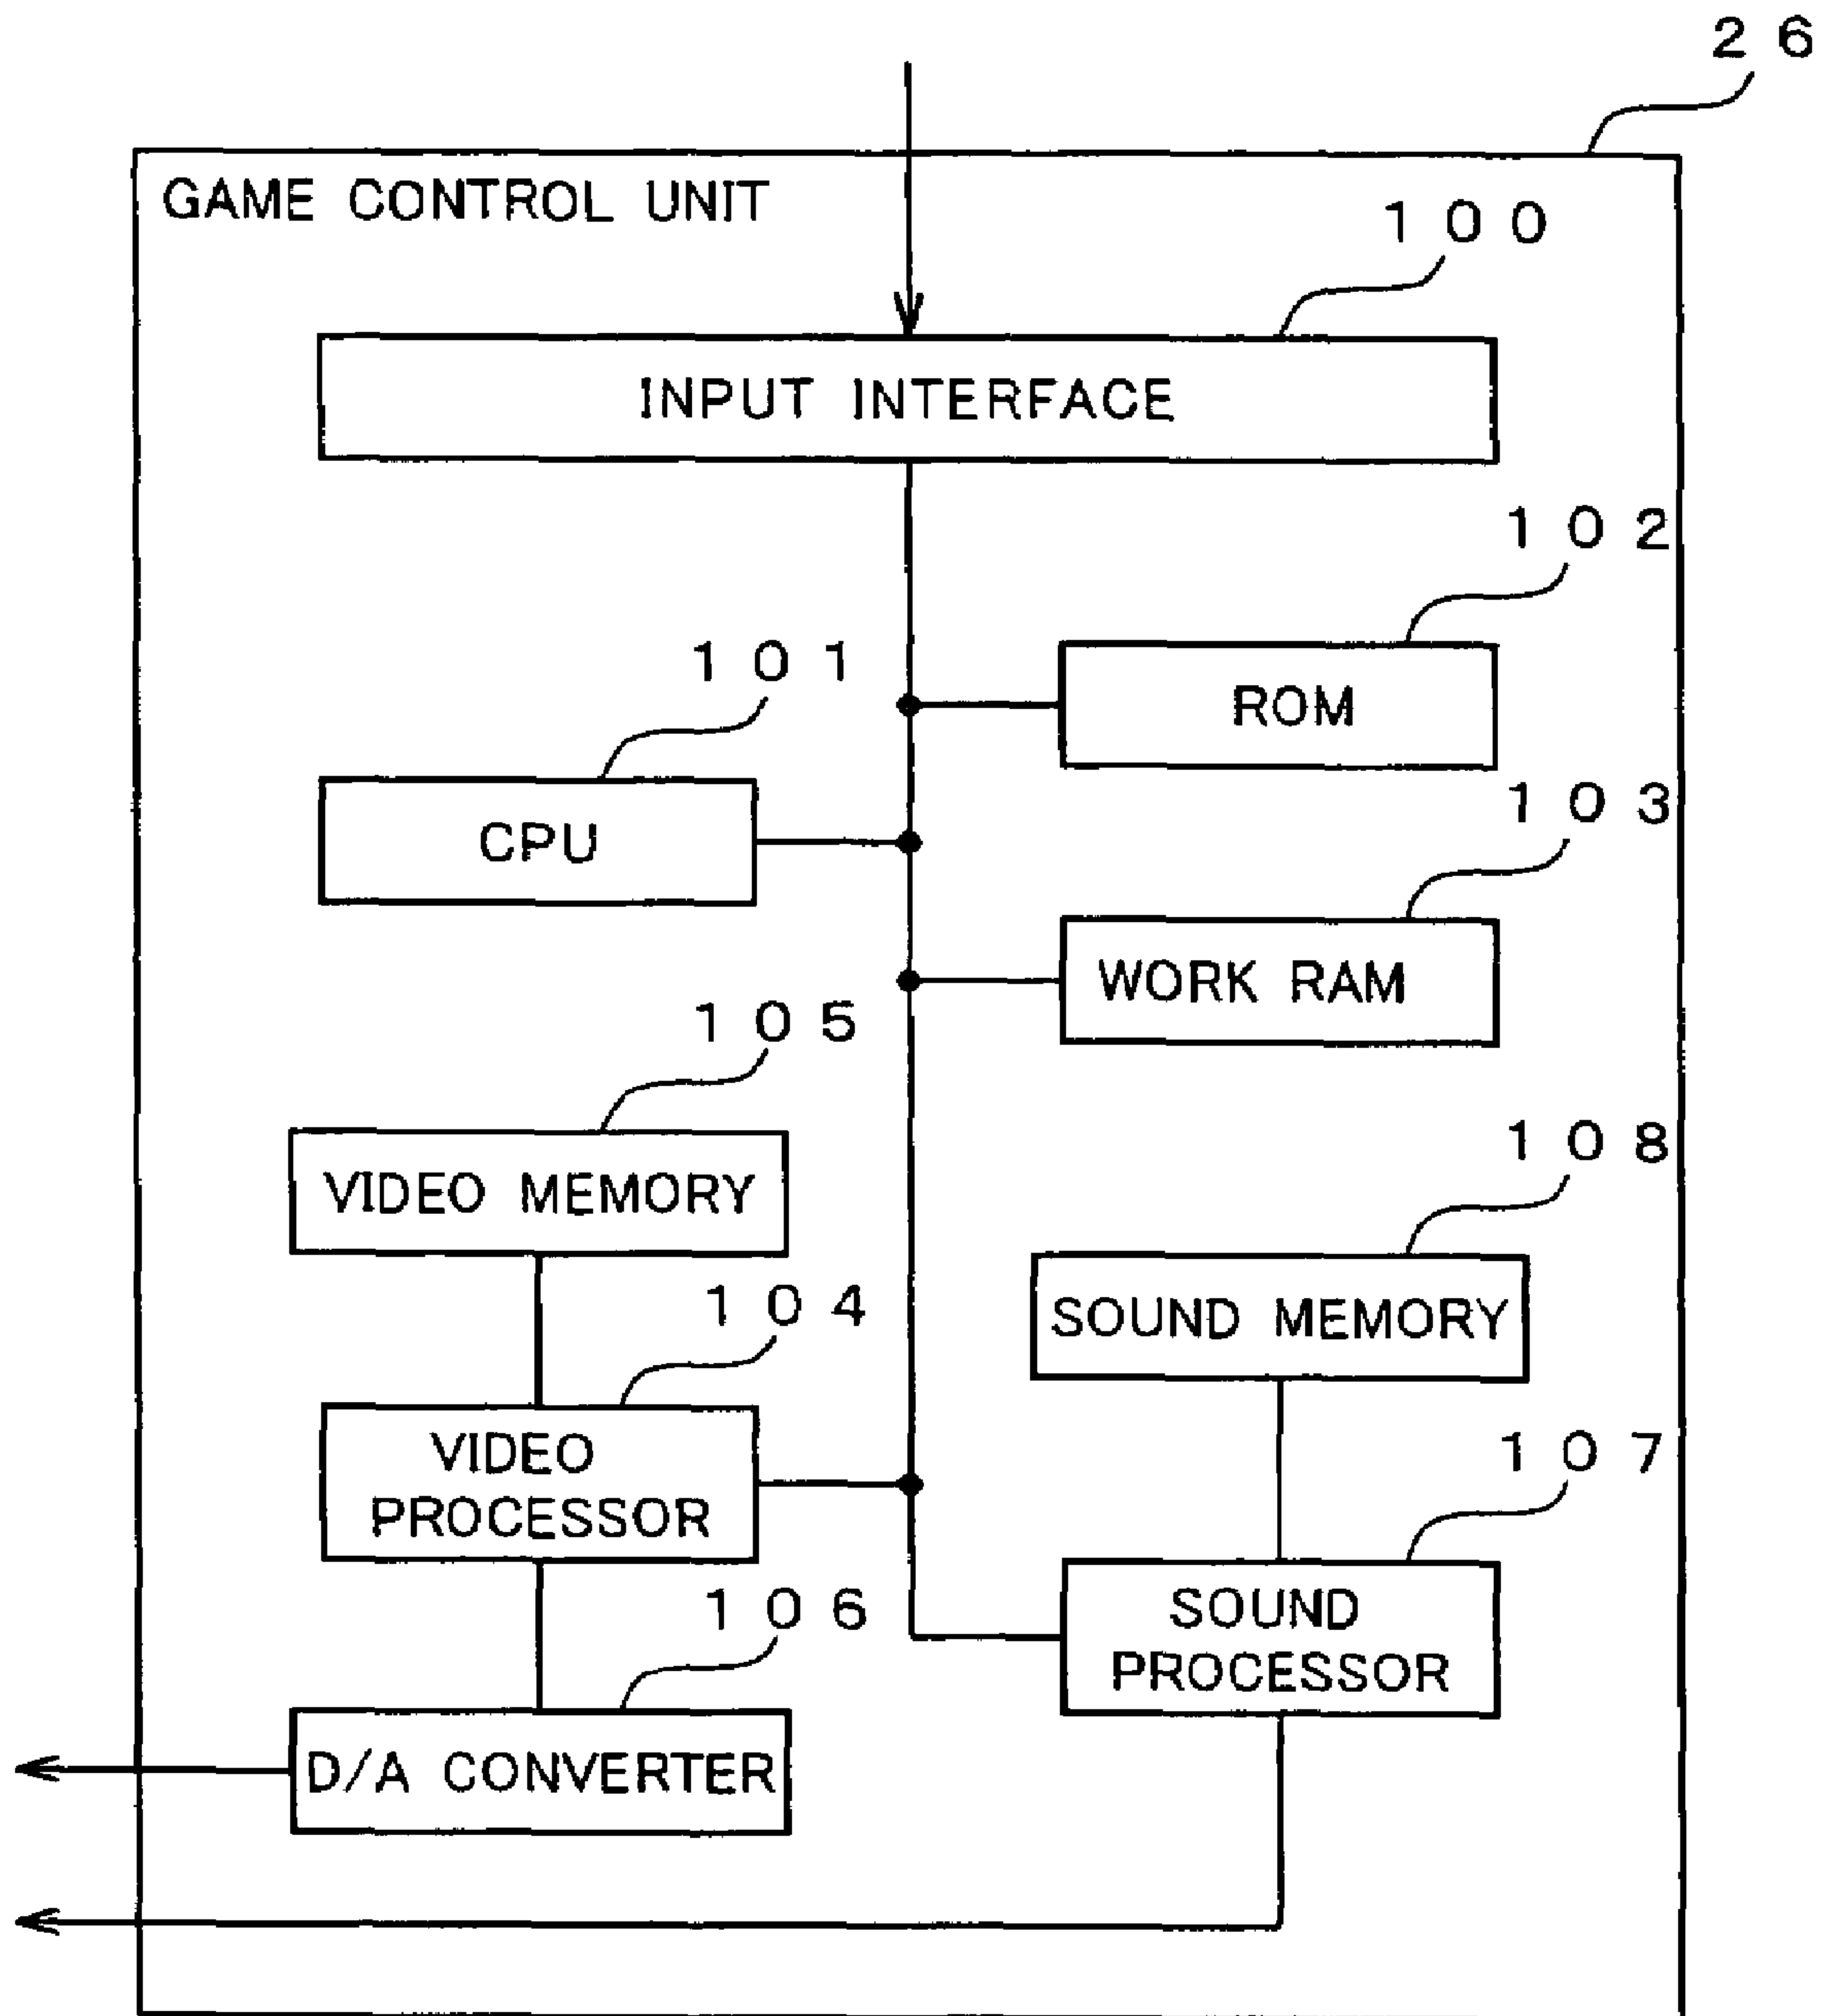 26
GAME CONTROL UNIT
100
INPUT INTERFACE
102
ROM
101
CPU
103
WORK RAM
105
VIDEO MEMORY
108
SOUND MEMORY
104
VIDEO
PROCESSOR
107
SOUND
PROCESSOR
106
D/A CONVERTER